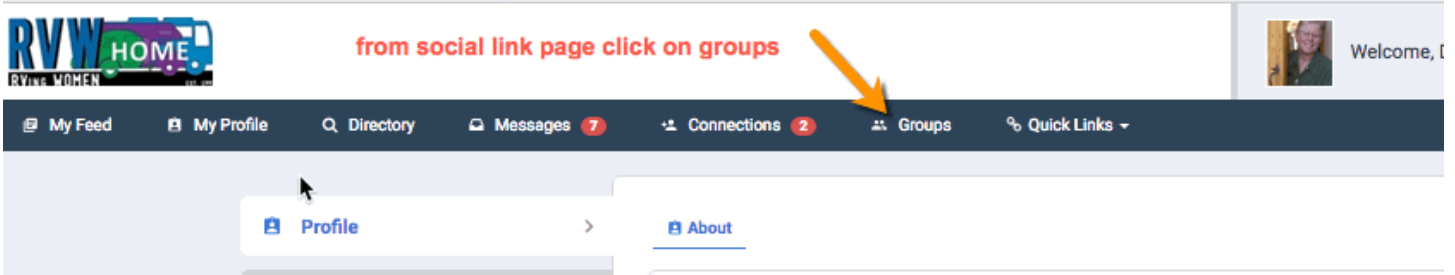 RVW HOME
RVING WOMEN
from social link page click on groups
Welcome, D
My Feed My Profile Directory Messages 7 Connections 2 Groups Quick Links
Profile
About